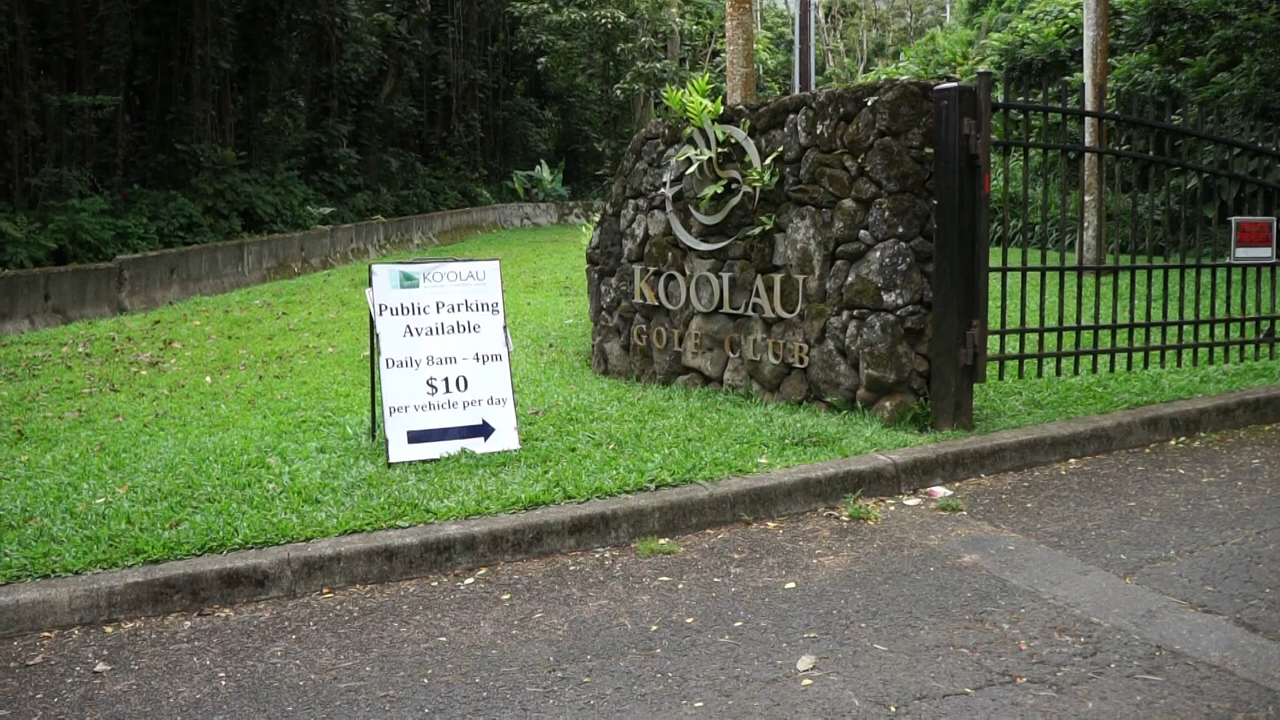 KO'OLAU
Public Parking
Available
Daily 8am – 4pm
$10
per vehicle per day
KOOLAU
GOLF CLUB